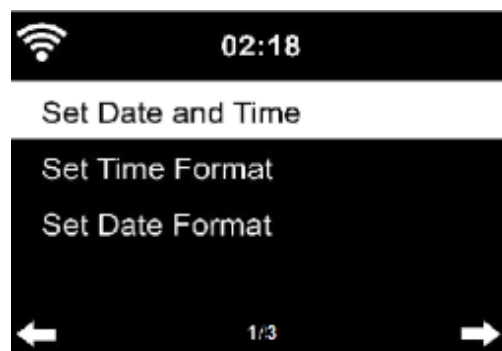 02:18
Set Date and Time
Set Time Format
Set Date Format
1/3